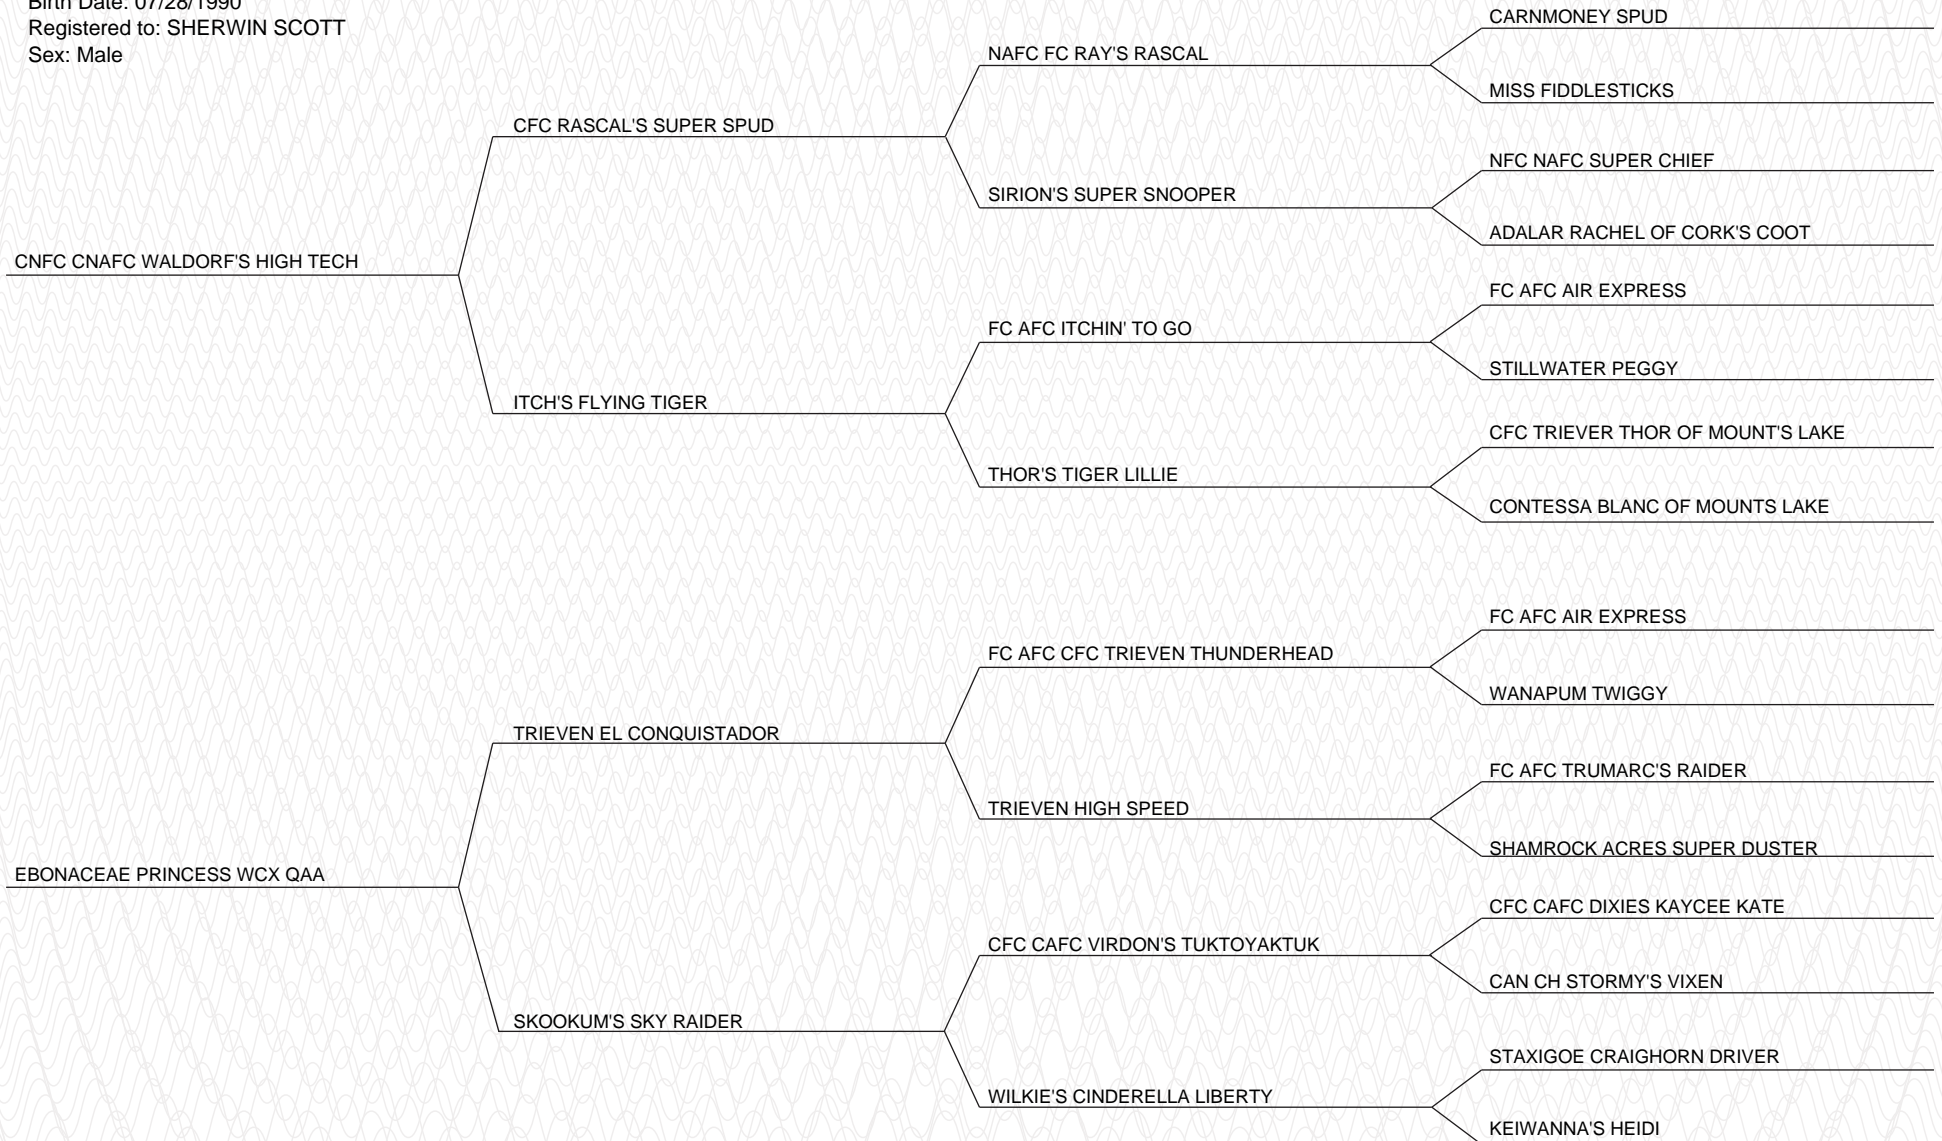 Birth Date: 07/28/1990
Registered to: SHERWIN SCOTT
Sex: Male
CARNMONEY SPUD
NAFC FC RAY'S RASCAL
MISS FIDDLESTICKS
CFC RASCAL'S SUPER SPUD
NFC NAFC SUPER CHIEF
SIRION'S SUPER SNOOPER
ADALAR RACHEL OF CORK'S COOT
CNFC CNAFC WALDORF'S HIGH TECH
FC AFC AIR EXPRESS
FC AFC ITCHIN' TO GO
STILLWATER PEGGY
ITCH'S FLYING TIGER
CFC TRIEVER THOR OF MOUNT'S LAKE
THOR'S TIGER LILLIE
CONTESSA BLANC OF MOUNTS LAKE
FC AFC AIR EXPRESS
FC AFC CFC TRIEVEN THUNDERHEAD
WANAPUM TWIGGY
TRIEVEN EL CONQUISTADOR
FC AFC TRUMARC'S RAIDER
TRIEVEN HIGH SPEED
SHAMROCK ACRES SUPER DUSTER
EBONACEAE PRINCESS WCX QAA
CFC CAFC DIXIES KAYCEE KATE
CFC CAFC VIRDON'S TUKTOYAKTUK
CAN CH STORMY'S VIXEN
SKOOKUM'S SKY RAIDER
STAXIGOE CRAIGHORN DRIVER
WILKIE'S CINDERELLA LIBERTY
KEIWANNA'S HEIDI